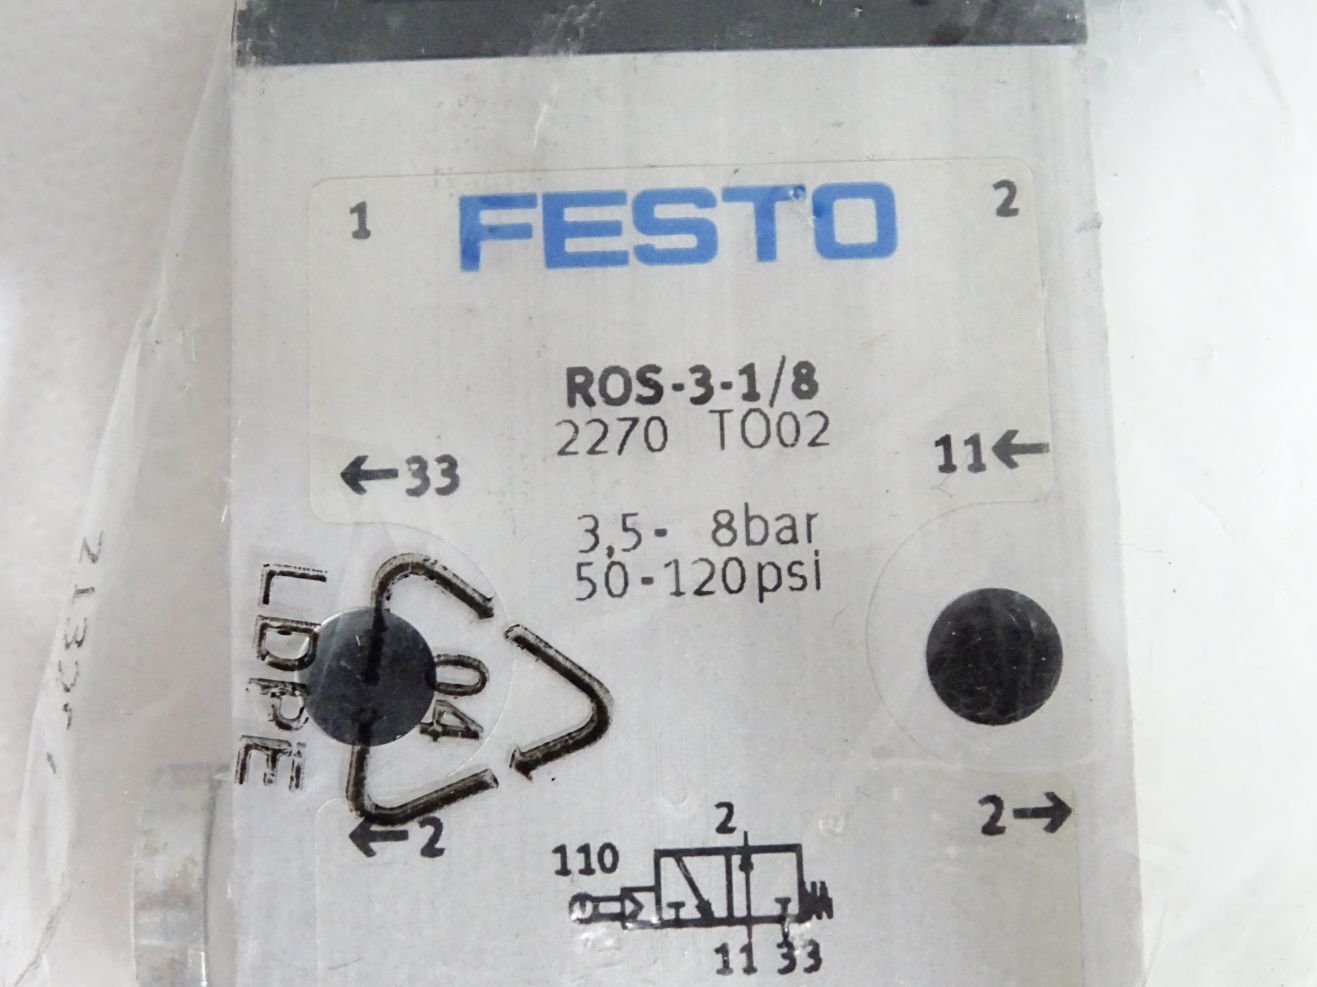 1 FESTO 2
ROS-3-1/8
2270 TO02
←33 11←
3,5- 8bar
50-120psi
LDPE
04
←2 2→
2
110
11 33